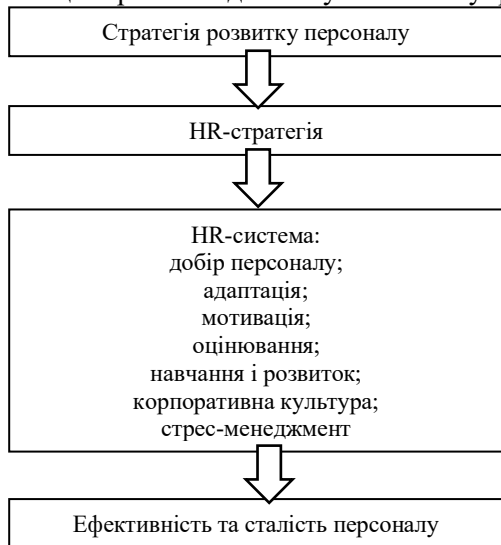 Стратегія розвитку персоналу
HR-стратегія
HR-система:
добір персоналу;
адаптація;
мотивація;
оцінювання;
навчання і розвиток;
корпоративна культура;
стрес-менеджмент
Ефективність та сталість персоналу